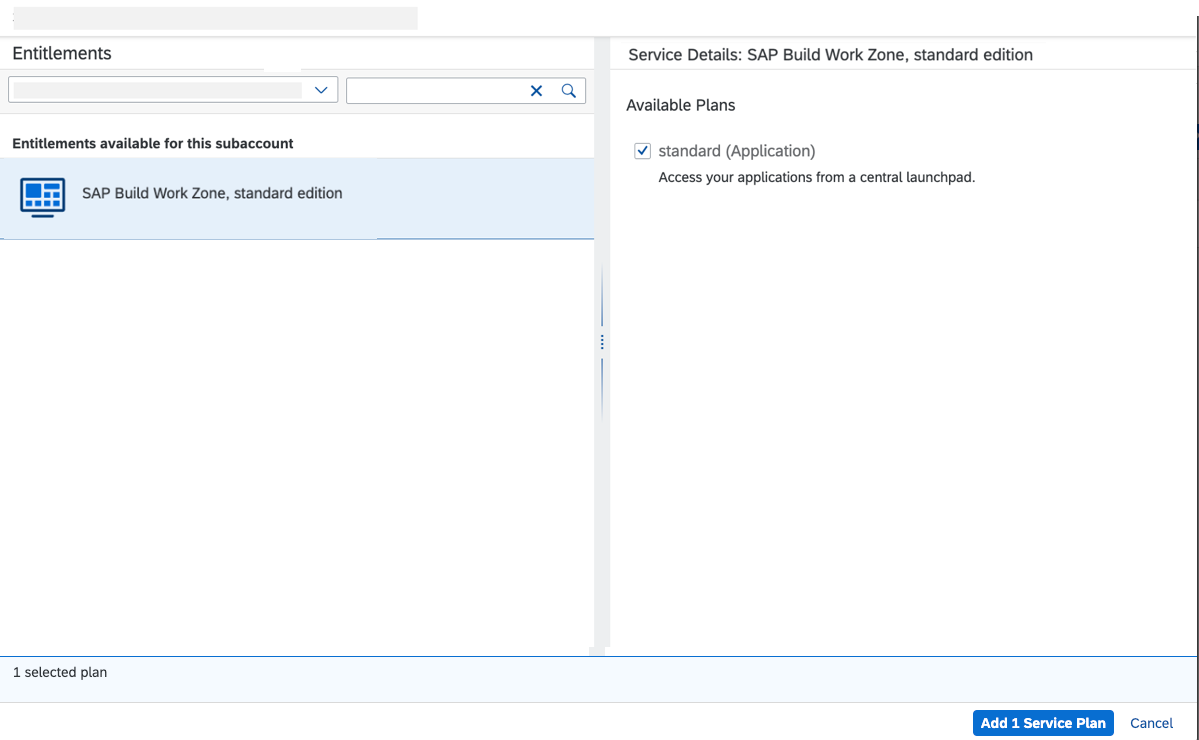 Entitlements
Entitlements available for this subaccount
SAP Build Work Zone, standard edition
Service Details: SAP Build Work Zone, standard edition
Available Plans
standard (Application)
Access your applications from a central launchpad.
1 selected plan
Add 1 Service Plan
Cancel